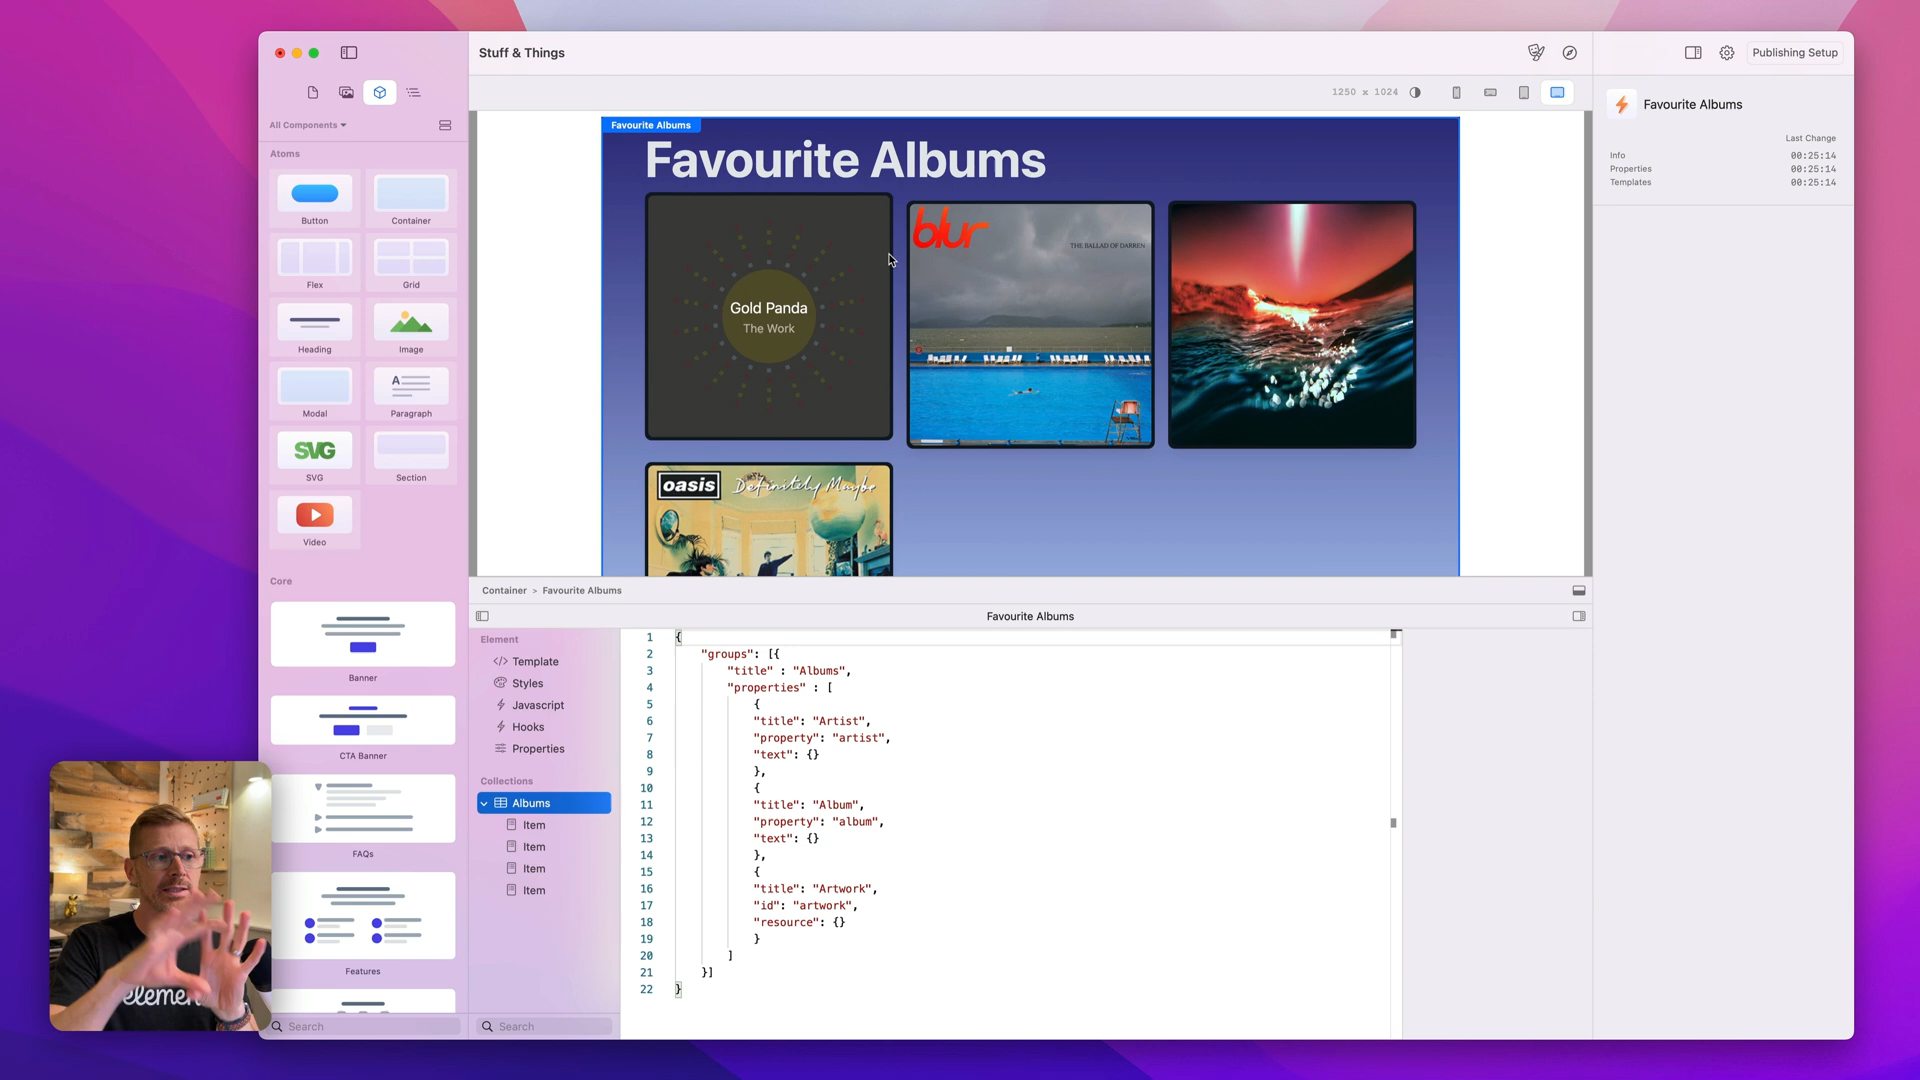 Stuff & Things
Publishing Setup
1250 x 1024
All Components
Atoms
Button
Container
Flex
Grid
Heading
Image
Modal
A
Paragraph
SVG
SVG
Section
Video
Core
Banner
CTA Banner
FAQs
Features
Search
Favourite Albums
Favourite Albums
Gold Panda
The Work
blur
THE BALLAD OF DARREN
oasis
Definitely Maybe
Favourite Albums
Last Change
Info 00:25:14
Properties 00:25:14
Templates 00:25:14
Container > Favourite Albums
Favourite Albums
Element
</> Template
Styles
Javascript
Hooks
Properties
Collections
Albums
Item
Item
Item
Item
Search
1 {
2 "groups": [{
3 "title" : "Albums",
4 "properties" : [
5 {
6 "title": "Artist",
7 "property": "artist",
8 "text": {}
9 },
10 {
11 "title": "Album",
12 "property": "album",
13 "text": {}
14 },
15 {
16 "title": "Artwork",
17 "id": "artwork",
18 "resource": {}
19 }
20 ]
21 }]
22 }